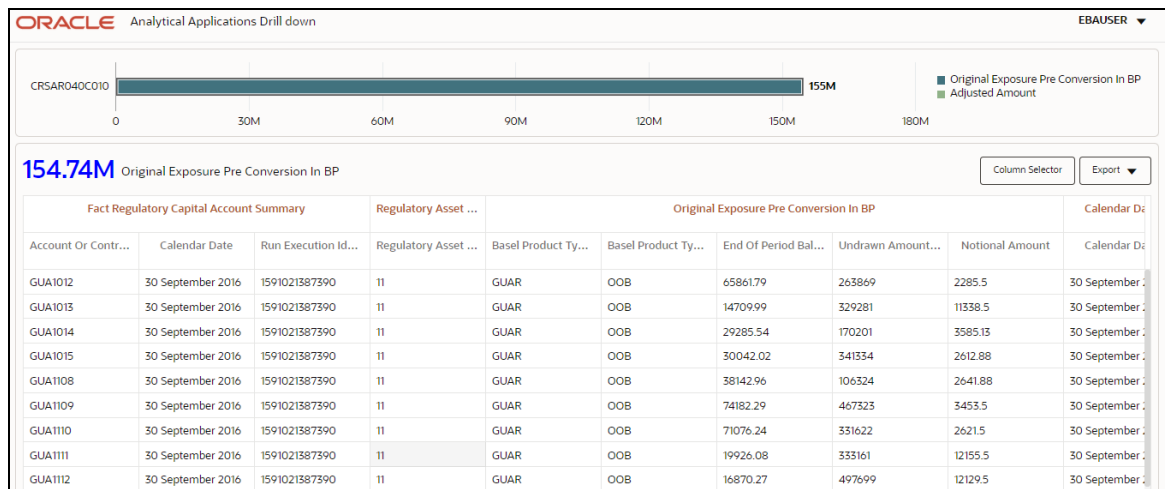 ORACLE Analytical Applications Drill down EBAUSER
CRSAR040C010 155M
Original Exposure Pre Conversion In BP
Adjusted Amount
0 30M 60M 90M 120M 150M 180M
154.74M Original Exposure Pre Conversion In BP Column Selector Export
Fact Regulatory Capital Account Summary Regulatory Asset ... Original Exposure Pre Conversion In BP Calendar Da
Account Or Contr... Calendar Date Run Execution Id... Regulatory Asset ... Basel Product Ty... Basel Product Ty... End Of Period Bal... Undrawn Amount... Notional Amount Calendar Da
GUA1012 30 September 2016 1591021387390 11 GUAR OOB 65861.79 263869 2285.5 30 September
GUA1013 30 September 2016 1591021387390 11 GUAR OOB 14709.99 329281 11338.5 30 September
GUA1014 30 September 2016 1591021387390 11 GUAR OOB 29285.54 170201 3585.13 30 September
GUA1015 30 September 2016 1591021387390 11 GUAR OOB 30042.02 341334 2612.88 30 September
GUA1108 30 September 2016 1591021387390 11 GUAR OOB 38142.96 106324 2641.88 30 September
GUA1109 30 September 2016 1591021387390 11 GUAR OOB 74182.29 467323 3453.5 30 September
GUA1110 30 September 2016 1591021387390 11 GUAR OOB 71076.24 331622 2621.5 30 September
GUA1111 30 September 2016 1591021387390 11 GUAR OOB 19926.08 333161 12155.5 30 September
GUA1112 30 September 2016 1591021387390 11 GUAR OOB 16870.27 497699 12129.5 30 September